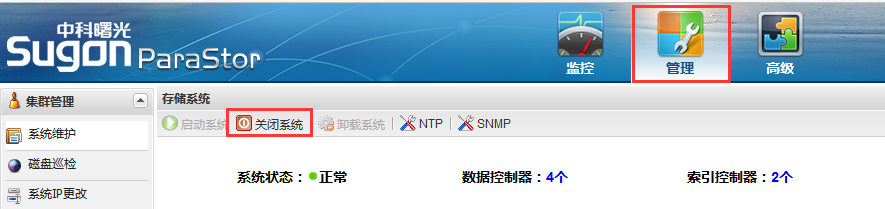 中科曙光
Sugon ParaStor
监控 管理 高级
集群管理
系统维护
磁盘巡检
系统IP更改
存储系统
启动系统 关闭系统 卸载系统 NTP SNMP
系统状态：正常 数据控制器：4个 索引控制器：2个